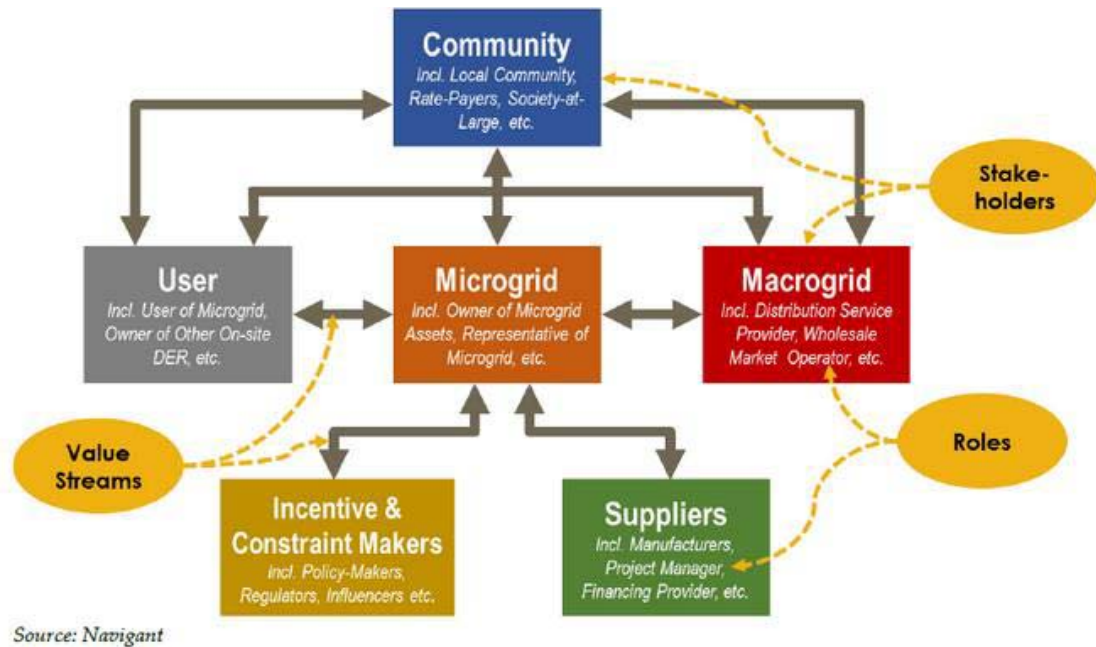 Community
Incl. Local Community,
Rate-Payers, Society-at-
Large, etc.
Stake-
holders
User
Incl. User of Microgrid,
Owner of Other On-site
DER, etc.
Microgrid
Incl. Owner of Microgrid
Assets, Representative of
Microgrid, etc.
Macrogrid
Incl. Distribution Service
Provider, Wholesale
Market Operator, etc.
Value
Streams
Roles
Incentive &
Constraint Makers
Incl. Policy-Makers,
Regulators, Influencers etc.
Suppliers
Incl. Manufacturers,
Project Manager,
Financing Provider, etc.
Source: Navigant